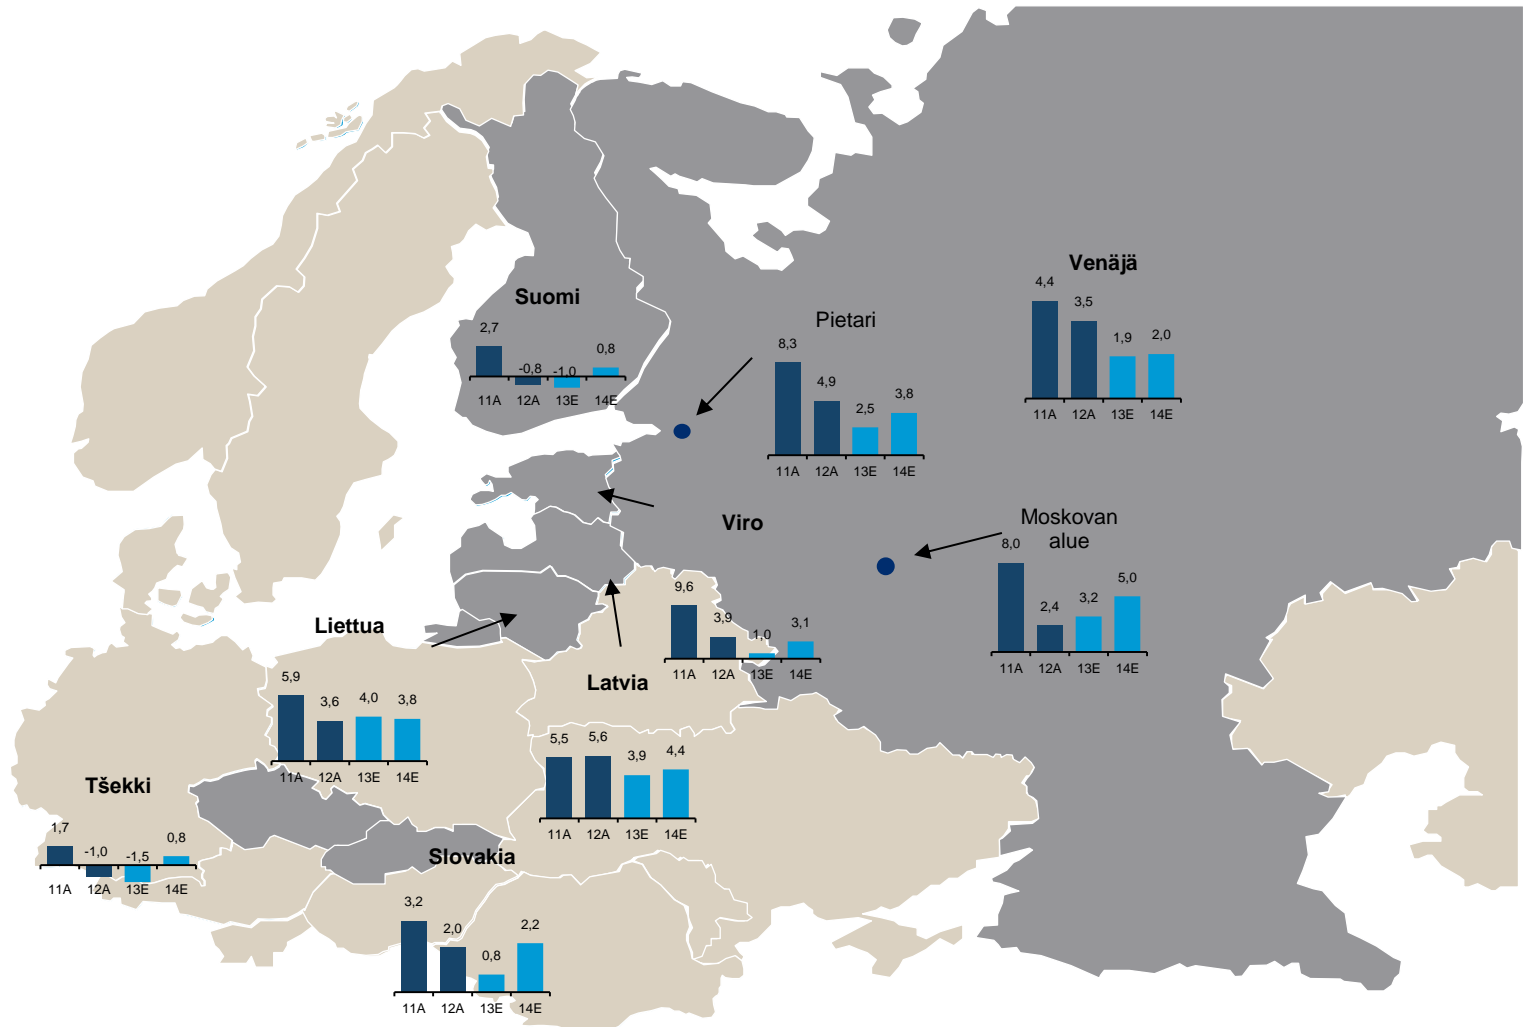 Venäjä
4,4
3,5
1,9
2,0
11A 12A 13E 14E
Suomi
2,7
-0,8
-1,0
0,8
11A 12A 13E 14E
Pietari
8,3
4,9
2,5
3,8
11A 12A 13E 14E
Moskovan
alue
8,0
2,4
3,2
5,0
11A 12A 13E 14E
Viro
9,6
3,9
1,0
3,1
11A 12A 13E 14E
Liettua
5,9
3,6
4,0
3,8
11A 12A 13E 14E
Latvia
5,5
5,6
3,9
4,4
11A 12A 13E 14E
Tšekki
1,7
-1,0
-1,5
0,8
11A 12A 13E 14E
Slovakia
3,2
2,0
0,8
2,2
11A 12A 13E 14E